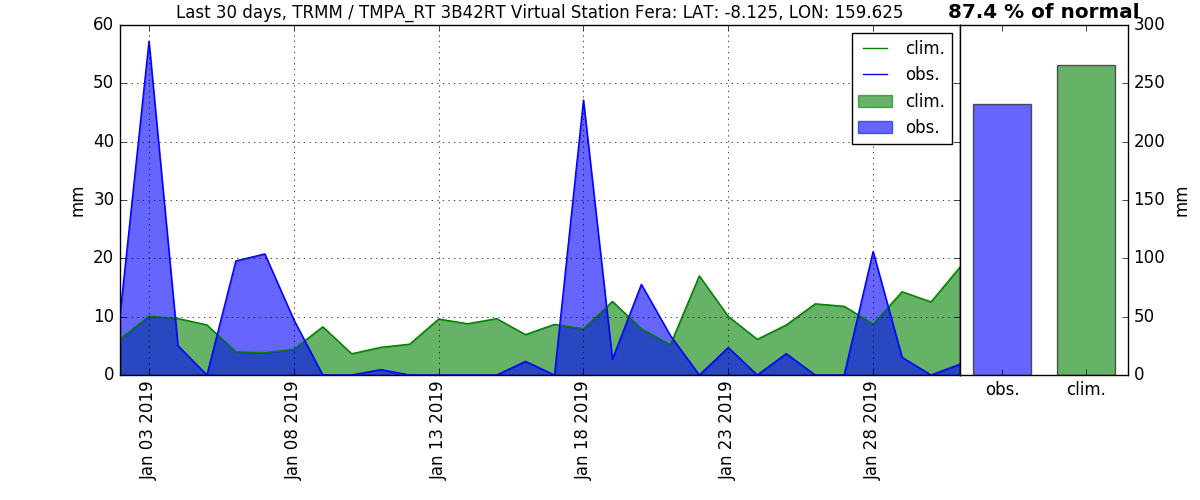 Last 30 days, TRMM / TMPA_RT 3B42RT Virtual Station Fera: LAT: -8.125, LON: 159.625
87.4 % of normal
60
50
40
30
20
10
0
mm
clim.
obs.
clim.
obs.
Jan 03 2019
Jan 08 2019
Jan 13 2019
Jan 18 2019
Jan 23 2019
Jan 28 2019
300
250
200
150
100
50
0
mm
obs.
clim.